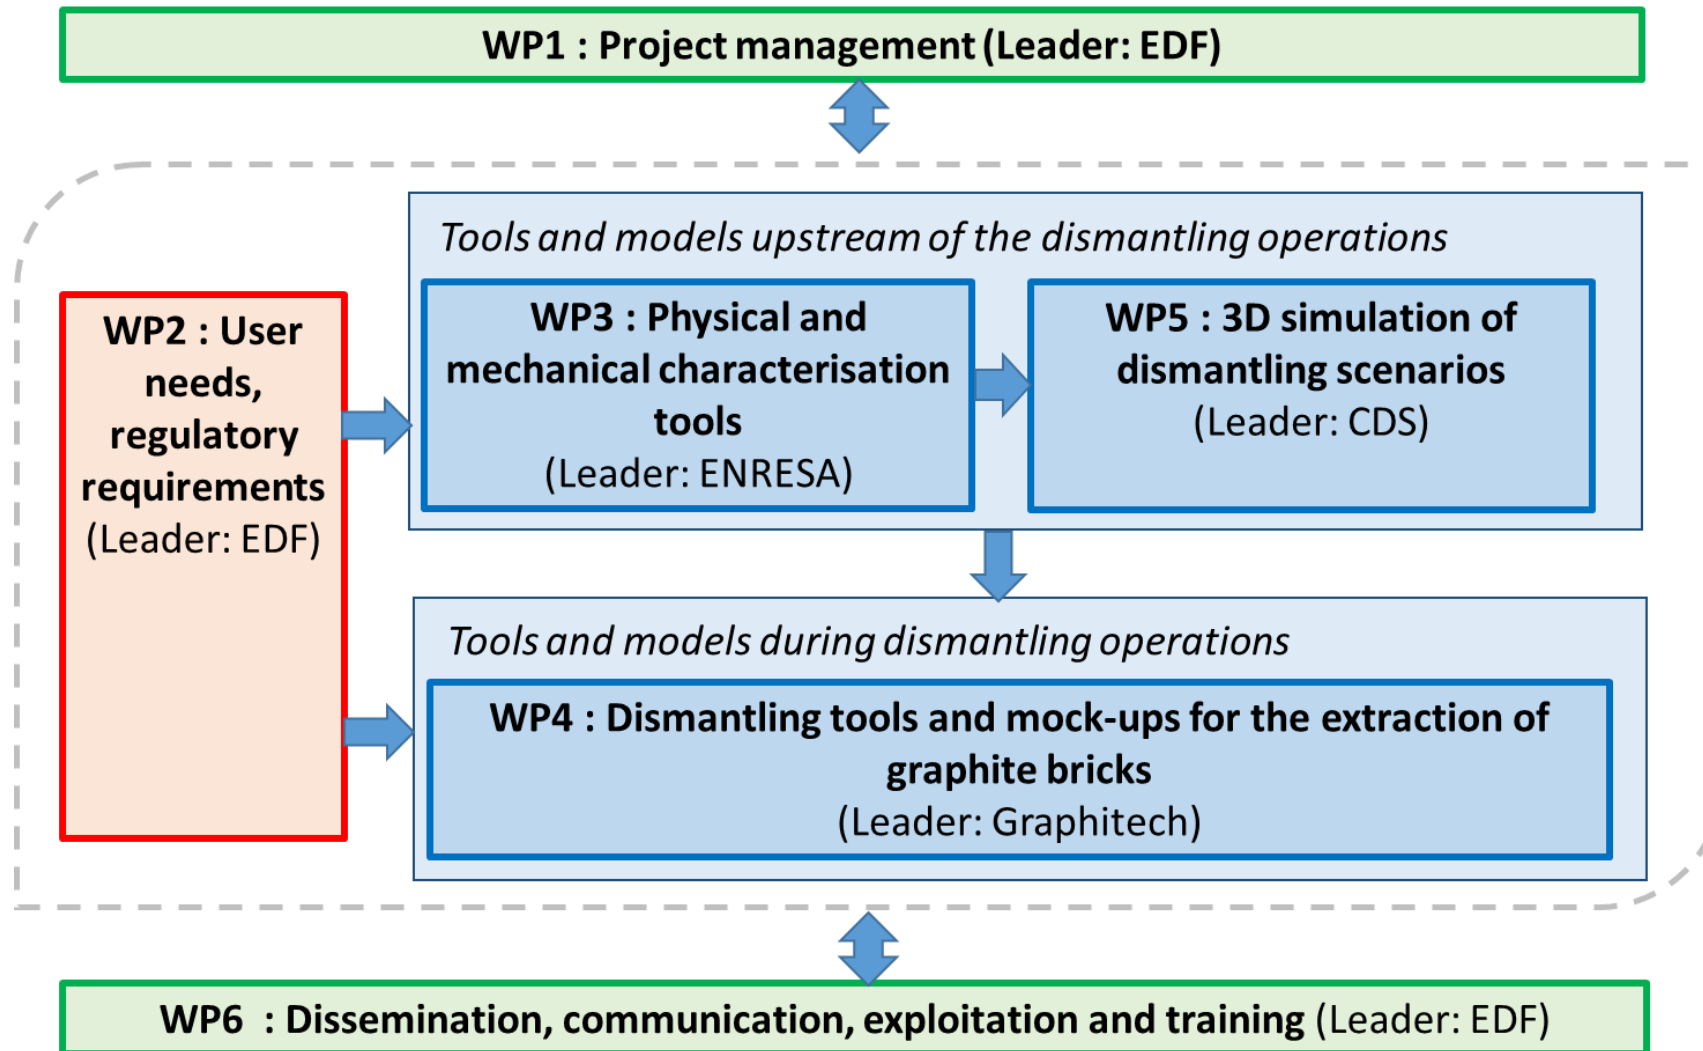 WP1 : Project management (Leader: EDF)
Tools and models upstream of the dismantling operations
WP2 : User
needs,
regulatory
requirements
(Leader: EDF)
WP3 : Physical and
mechanical characterisation
tools
(Leader: ENRESA)
WP5 : 3D simulation of
dismantling scenarios
(Leader: CDS)
Tools and models during dismantling operations
WP4 : Dismantling tools and mock-ups for the extraction of
graphite bricks
(Leader: Graphitech)
WP6 : Dissemination, communication, exploitation and training (Leader: EDF)